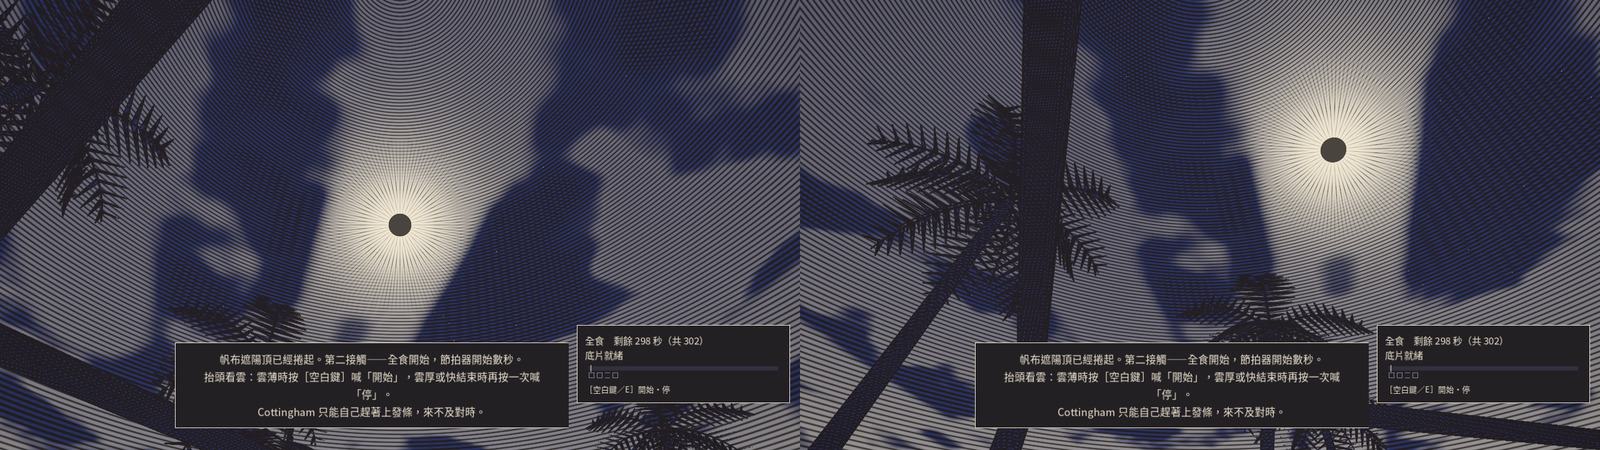 帆布遮陽頂已經捲起。第二接觸——全食開始，節拍器開始數秒。
抬頭看雲：雲薄時按［空白鍵］喊「開始」，雲厚或快結束時再按一次喊
「停」。
Cottingham 只能自己趕著上發條，來不及對時。
全食　剩餘 298 秒（共 302）
底片就緒
［空白鍵／E］開始・停
帆布遮陽頂已經捲起。第二接觸——全食開始，節拍器開始數秒。
抬頭看雲：雲薄時按［空白鍵］喊「開始」，雲厚或快結束時再按一次喊
「停」。
Cottingham 只能自己趕著上發條，來不及對時。
全食　剩餘 298 秒（共 302）
底片就緒
［空白鍵／E］開始・停